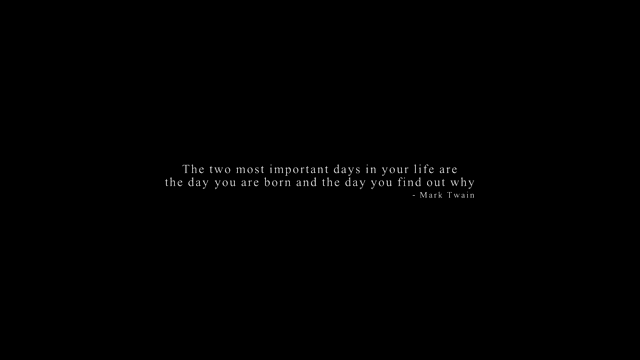 The two most important days in your life are
the day you are born and the day you find out why
- Mark Twain